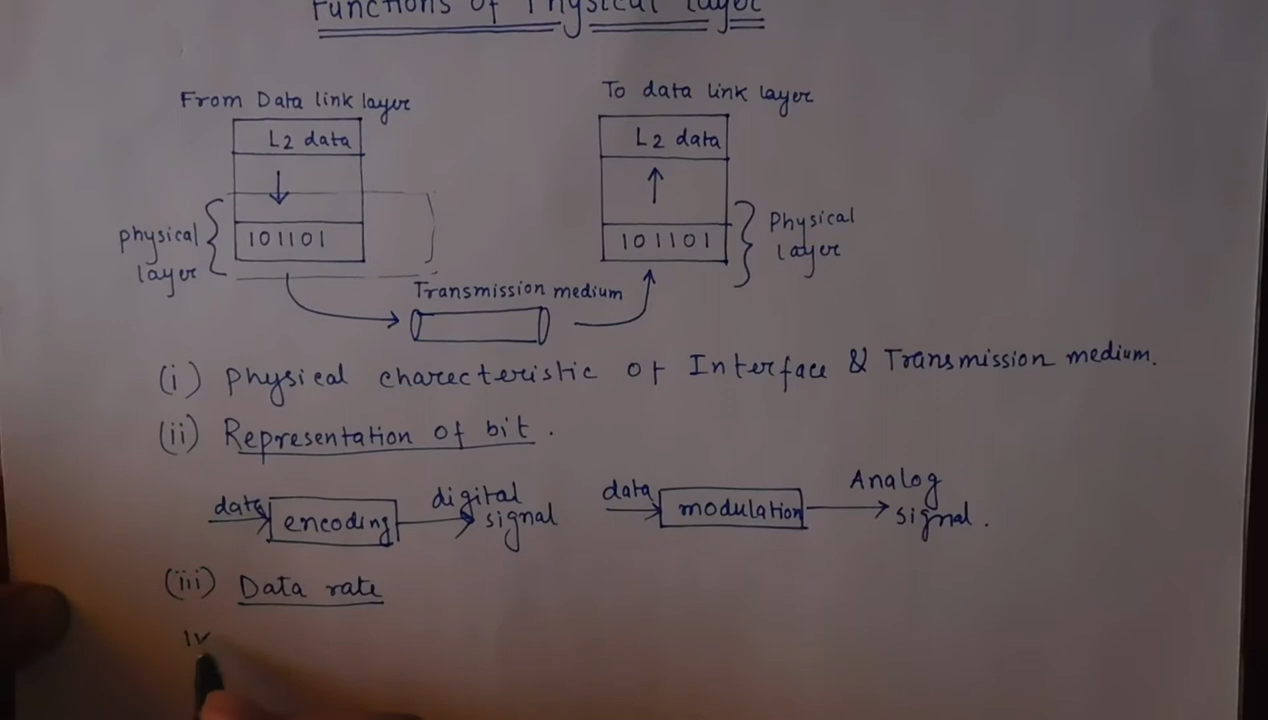 Functions of Physical layer
From Data link layer
To data link layer
L2 data
L2 data
101101
101101
physical
layer
Physical
layer
Transmission medium
(i) physical charecteristic of Interface & Transmission medium.
(ii) Representation of bit.
data encoding digital signal
data modulation Analog signal.
(iii) Data rate
iv